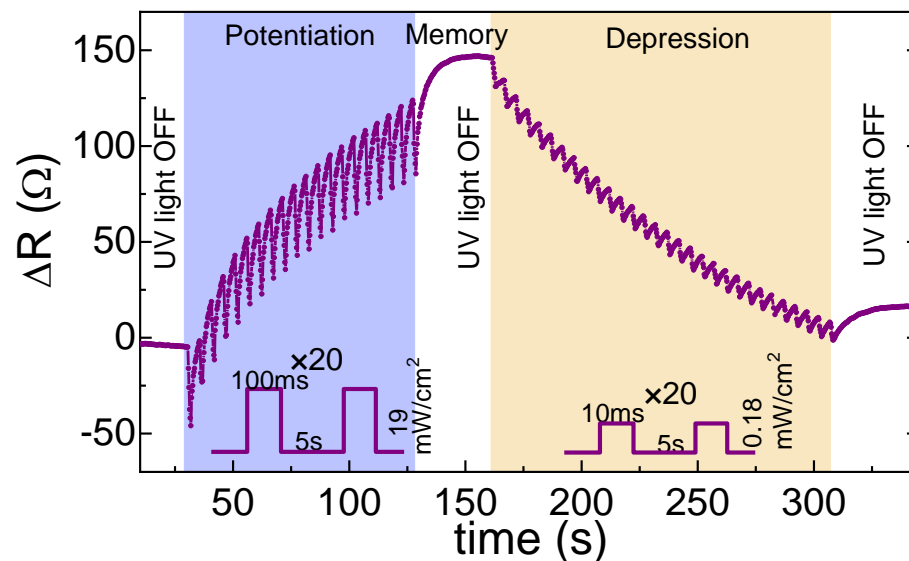 Potentiation
Memory
Depression
150
100
50
0
-50
ΔR (Ω)
UV light OFF
UV light OFF
UV light OFF
×20
100ms
5s
19
mW/cm²
×20
10ms
5s
0.18
mW/cm²
50
100
150
200
250
300
time (s)